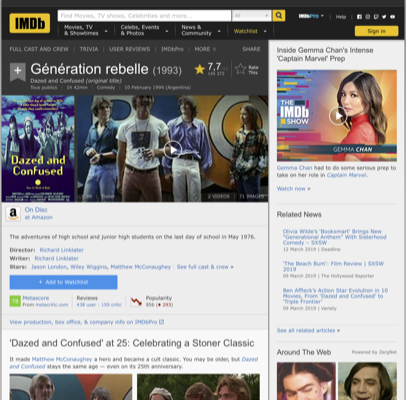 IMDb
Find Movies, TV shows, Celebrities and more...
All
IMDbPro
Help
Movies, TV & Showtimes
Celebs, Events & Photos
News & Community
Watchlist
Sign in
FULL CAST AND CREW | TRIVIA | USER REVIEWS | IMDbPro | MORE
SHARE
Génération rebelle (1993)
7,7
Rate This
Dazed and Confused (original title)
Tous publics | 1h 42min | Comedy | 10 February 1994 (Argentina)
Dazed and Confused
Trailer
2 VIDEOS | 71 IMAGES
On Disc
at Amazon
The adventures of high school and junior high students on the last day of school in May 1976.
Director: Richard Linklater
Writer: Richard Linklater
Stars: Jason London, Wiley Wiggins, Matthew McConaughey | See full cast & crew »
+ Add to Watchlist
Metascore
From metacritic.com
Reviews
438 user | 159 critic
Popularity
956 (293)
View production, box office, & company info on IMDbPro
'Dazed and Confused' at 25: Celebrating a Stoner Classic
It made Matthew McConaughey a hero and became a cult classic. You may be older, but Dazed
and Confused stays the same age — even on its 25th anniversary.
Inside Gemma Chan's Intense
'Captain Marvel' Prep
THE
IMDb
SHOW
GEMMA CHAN
Gemma Chan had to do some serious prep to
take on her role in Captain Marvel.
Watch now »
Related News
Olivia Wilde's 'Booksmart' Brings New
"Generational Anthem" With Sisterhood
Comedy — SXSW
12 March 2019 | Deadline
'The Beach Bum': Film Review | SXSW
2019
09 March 2019 | The Hollywood Reporter
Ben Affleck's Action Star Evolution in 10
Movies, From 'Daredevil' to
'Triple Frontier'
09 March 2019 | Variety
See all related articles »
Around The Web
Powered by ZergNet